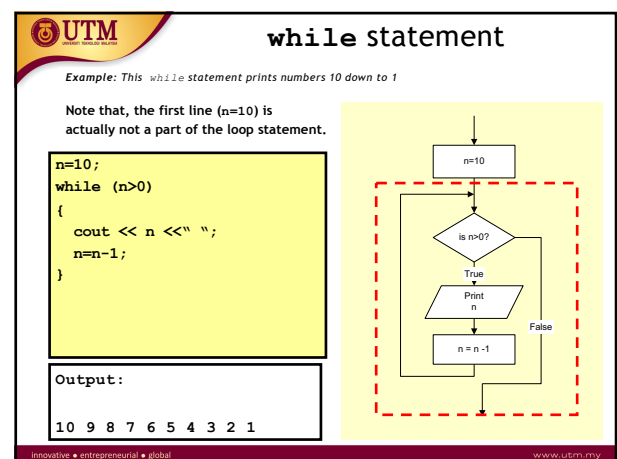 UTM
UNIVERSITI TEKNOLOGI MALAYSIA
while statement
Example: This while statement prints numbers 10 down to 1
Note that, the first line (n=10) is
actually not a part of the loop statement.
n=10;
while (n>0)
{
cout << n <<“ “;
n=n-1;
}
Output:
10 9 8 7 6 5 4 3 2 1
n=10
is n>0?
True
Print
n
False
n = n -1
innovative ● entrepreneurial ● global
www.utm.my